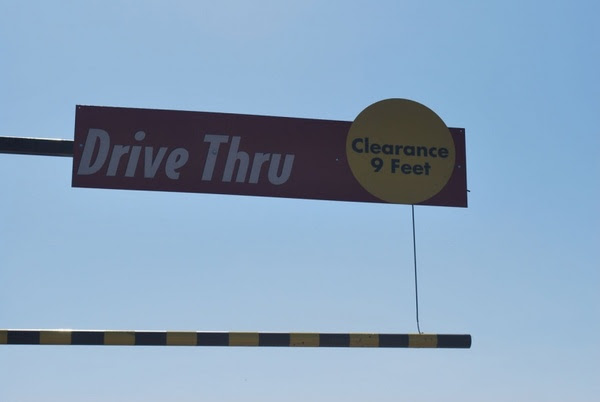 Drive Thru
Clearance
9 Feet